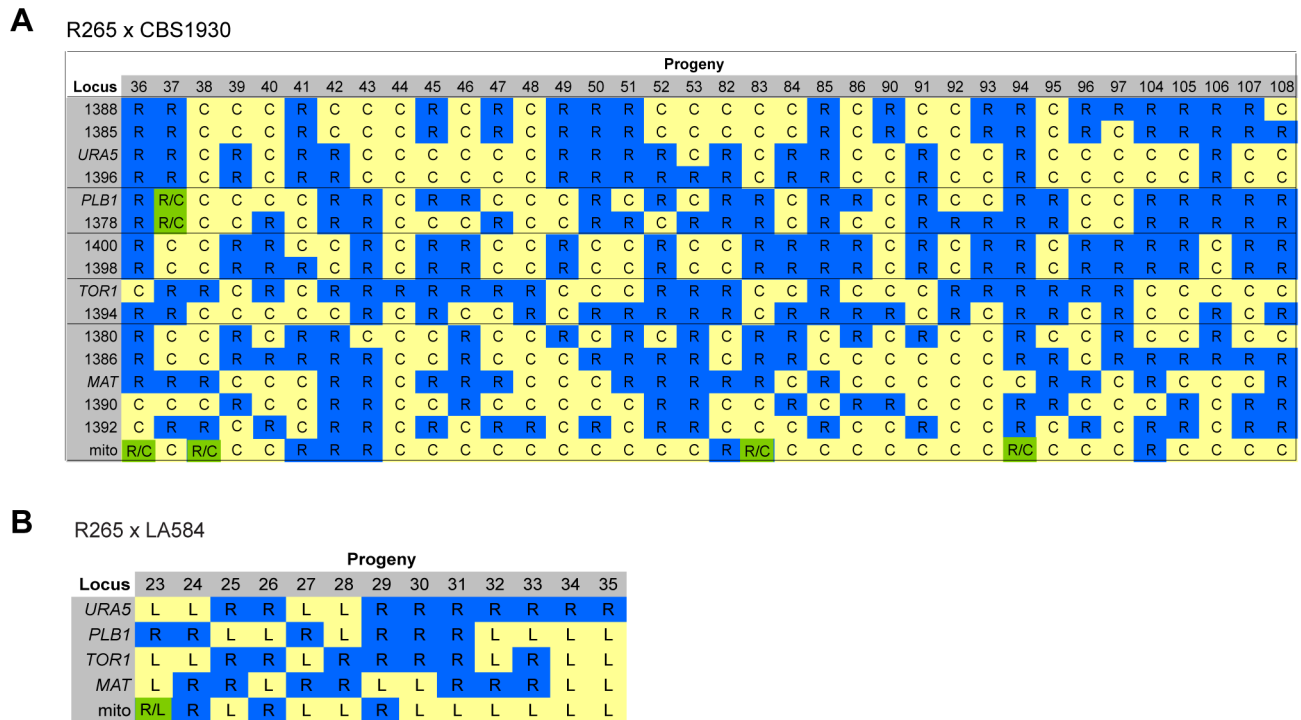 A
R265 x CBS1930
Progeny
Locus 36 37 38 39 40 41 42 43 44 45 46 47 48 49 50 51 52 53 82 83 84 85 86 90 91 92 93 94 95 96 97 104 105 106 107 108
1388 R R C C C R C C C R C R C R R R C C C C C R C R C C R R C R R R R R R C
1385 R R C C C R C C C R C R C R R R C C C C C R C R C C R R C R C R R R R R
URA5 R R C R C R R C C C C C C R R R R C R C R R C C R C C R C C C C C R C C
1396 R R C R C R R C C C C C C R R R R R R C R R C C R C C R C C C C C R C C
PLB1 R R/C C C C C R R C R R C C C R C R C R R C R R C R C C R R C R R R R R R
1378 R R/C C C R C R R C C C R C C R R C R R R C R C C R R R R C C R R R R R R
1400 R C C R R C C R C R R C C R C C R C C R R R R C R C R R C R R R R C R R
1398 R C C R R R C R C R R C C R C C R C C R R R R C R C R R C R R R R C R R
TOR1 C R R C R C R R R R R R R C C C R R R C C R C C C R R R R R R C C C C C
1394 R R C C C C C R C R C C R C R R R R R C R R R R C R C R R R R C C R C R
1380 R C C R C R R C C C R C C R C R C R C R R C R C R C C R R C R C C R C C
1386 R C C R R R R R C C R C C C R R R R C R R C C C C C C R R C R R R R R R
MAT R R R C C C R R C R R R C C C R R R R R C R C C C C C C R R C R C C C R
1390 C C C R C C R R C C R C C C C C R R C C R C R R C C C R R C C C R C R R
1392 C R R C R C R R C R C R R C R C R R C C C R C R C R C R C R C R R C R R
mito R/C C R/C C C R R R C C C C C C C C C C R R/C C C C C C C C R/C C C C R C C C C
B
R265 x LA584
Progeny
Locus 23 24 25 26 27 28 29 30 31 32 33 34 35
URA5 L L R R L L R R R R R R R
PLB1 R R L L R L R R R L L L L
TOR1 L L R R L R R R R L R L L
MAT L R R L R R L L R R R L L
mito R/L R L R L L R L L L L L L